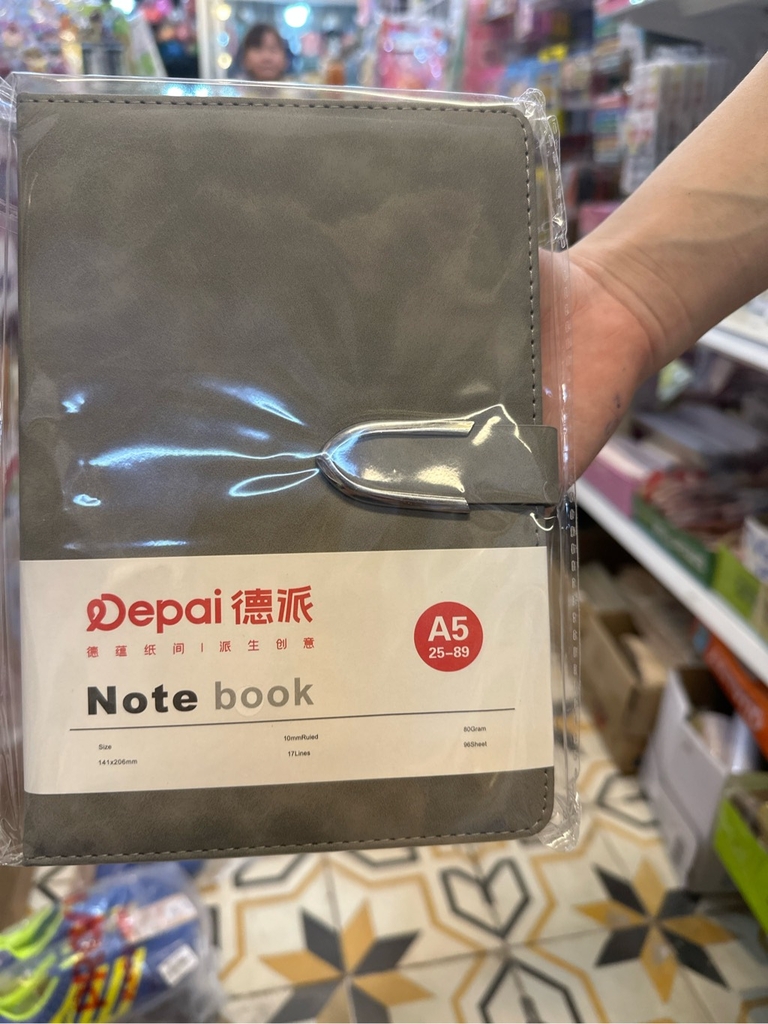 Depai 德派
德 蕴 纸 间 | 派 生 创 意
A5
25-89
Note book
Size
141x206mm
10mmRuled
17Lines
80Gram
96Sheet